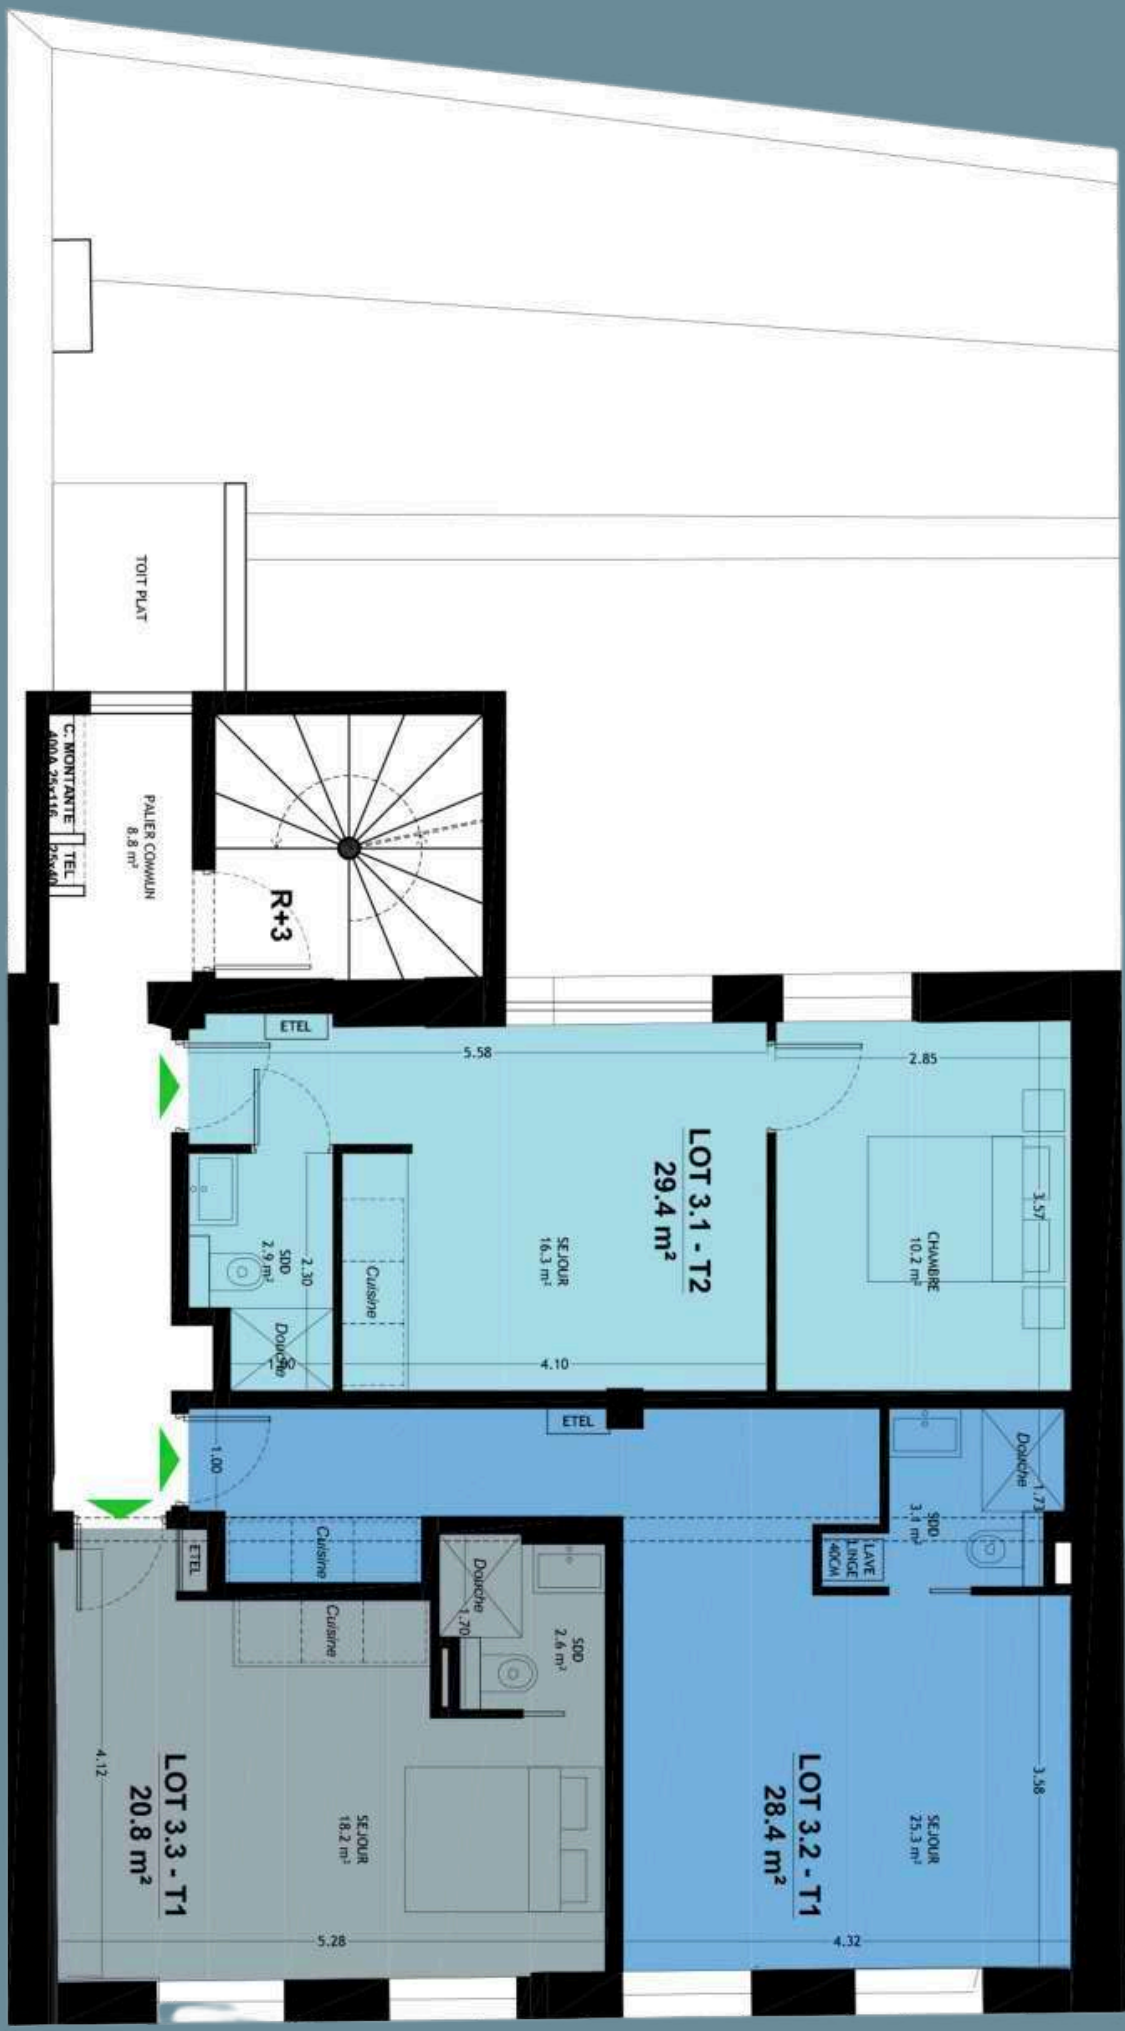 TOIT PLAT
C. MONTANTE
400A 25x116
TEL
25x40
PALIER COMMUN
8.8 m²
R+3
ETEL
5.58
2.85
LOT 3.1 - T2
29.4 m²
3.57
CHAMBRE
10.2 m²
SEJOUR
16.3 m²
SDD
2.9 m²
2.30
Cuisine
Douche
4.10
ETEL
1.00
Douche
1.73
SDD
3.1 m²
LAVE
LINGE
40CM
Cuisine
ETEL
Cuisine
Douche
1.70
SDD
2.6 m²
4.12
LOT 3.3 - T1
20.8 m²
SEJOUR
18.2 m²
LOT 3.2 - T1
28.4 m²
SEJOUR
25.3 m²
3.58
5.28
4.32